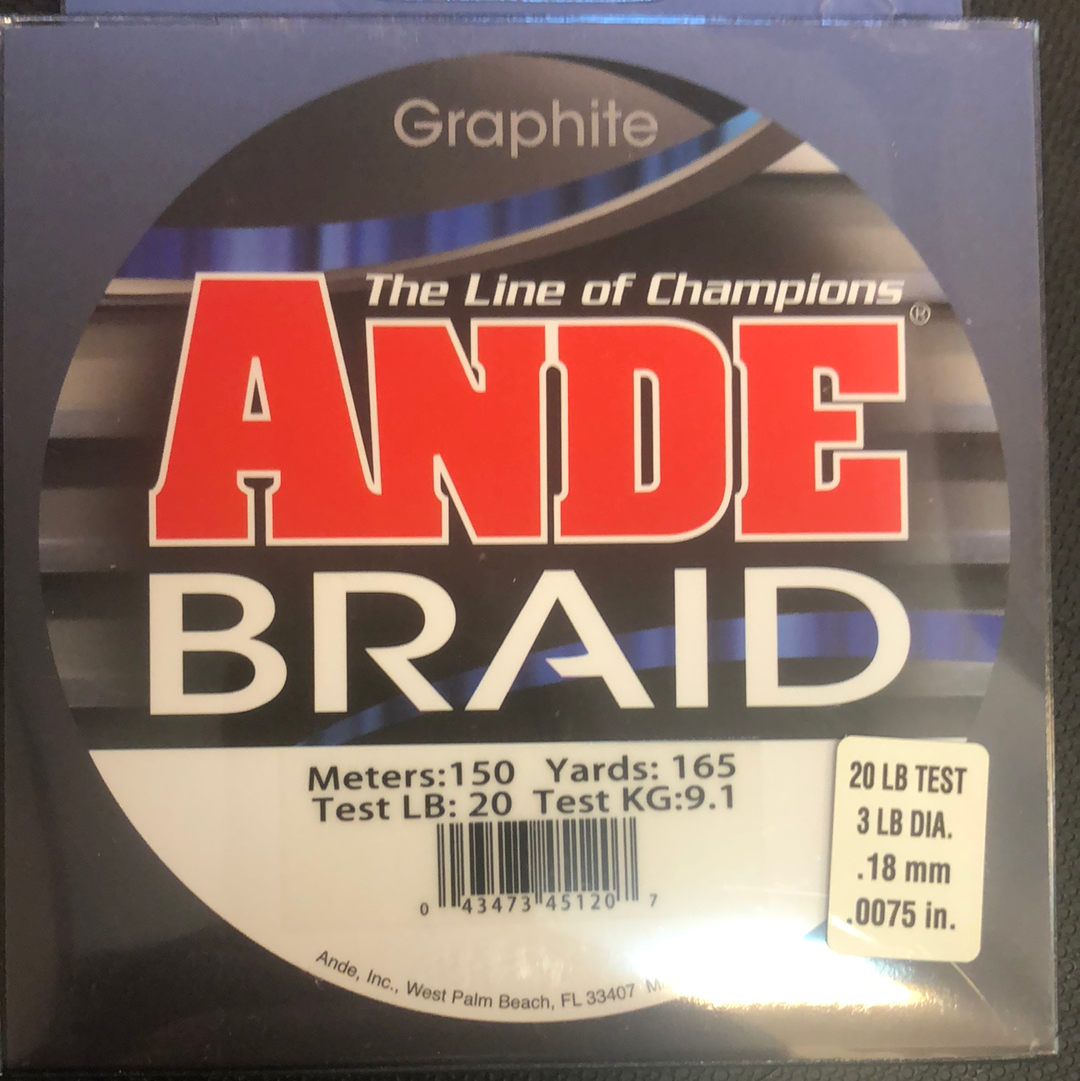 Graphite
The Line of Champions
ANDE®
BRAID
Meters:150 Yards: 165
Test LB: 20 Test KG:9.1
0 43473 45120 7
20 LB TEST
3 LB DIA.
.18 mm
.0075 in.
Ande, Inc., West Palm Beach, FL 33407